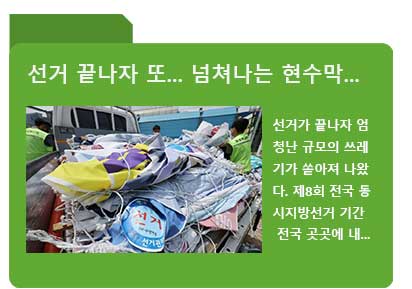 선거 끝나자 또... 넘쳐나는 현수막...
선거가 끝나자 엄
청난 규모의 쓰레
기가 쏟아져 나왔
다. 제8회 전국 동
시지방선거 기간
전국 곳곳에 내...
선거